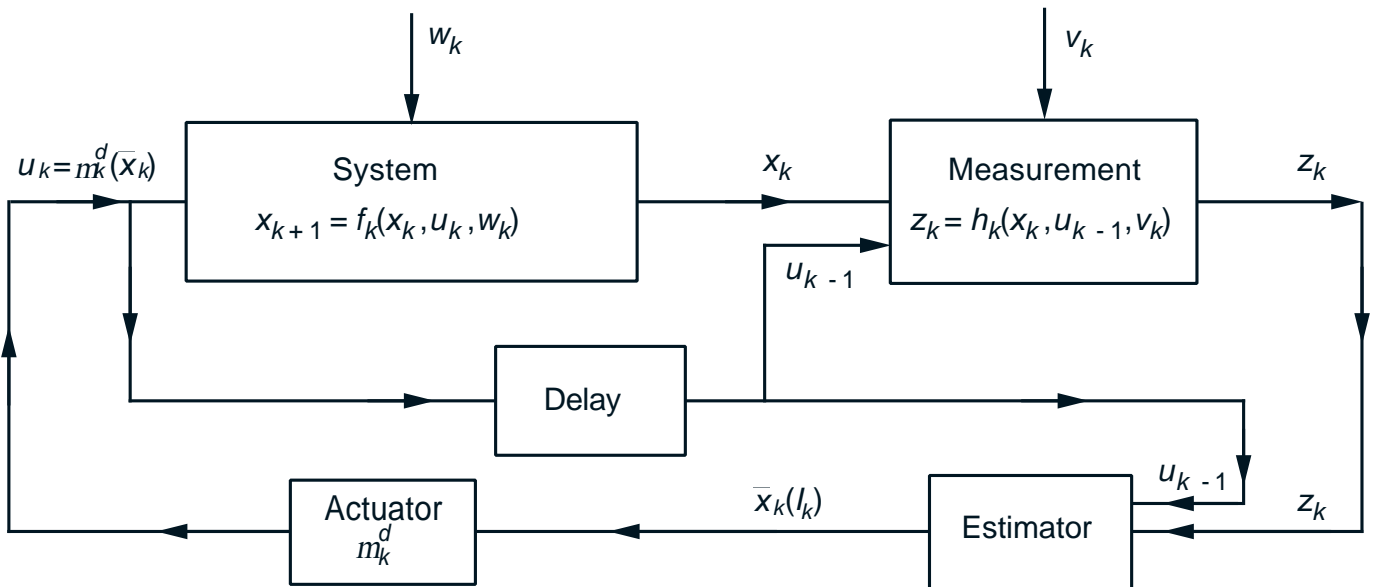 w_k
v_k
u_k = m_k^d(x̄_k)
System
x_{k+1} = f_k(x_k, u_k, w_k)
x_k
Measurement
z_k = h_k(x_k, u_{k-1}, v_k)
z_k
u_{k-1}
Delay
u_{k-1}
Actuator
m_k^d
x̄_k(I_k)
Estimator
z_k